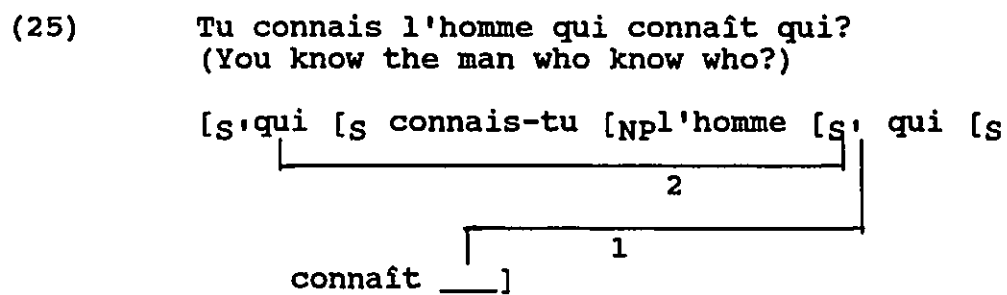 (25) Tu connais l'homme qui connaît qui?
(You know the man who know who?)
[S'qui [S connais-tu [NPl'homme [S' qui [S
2
1
connaît ___]